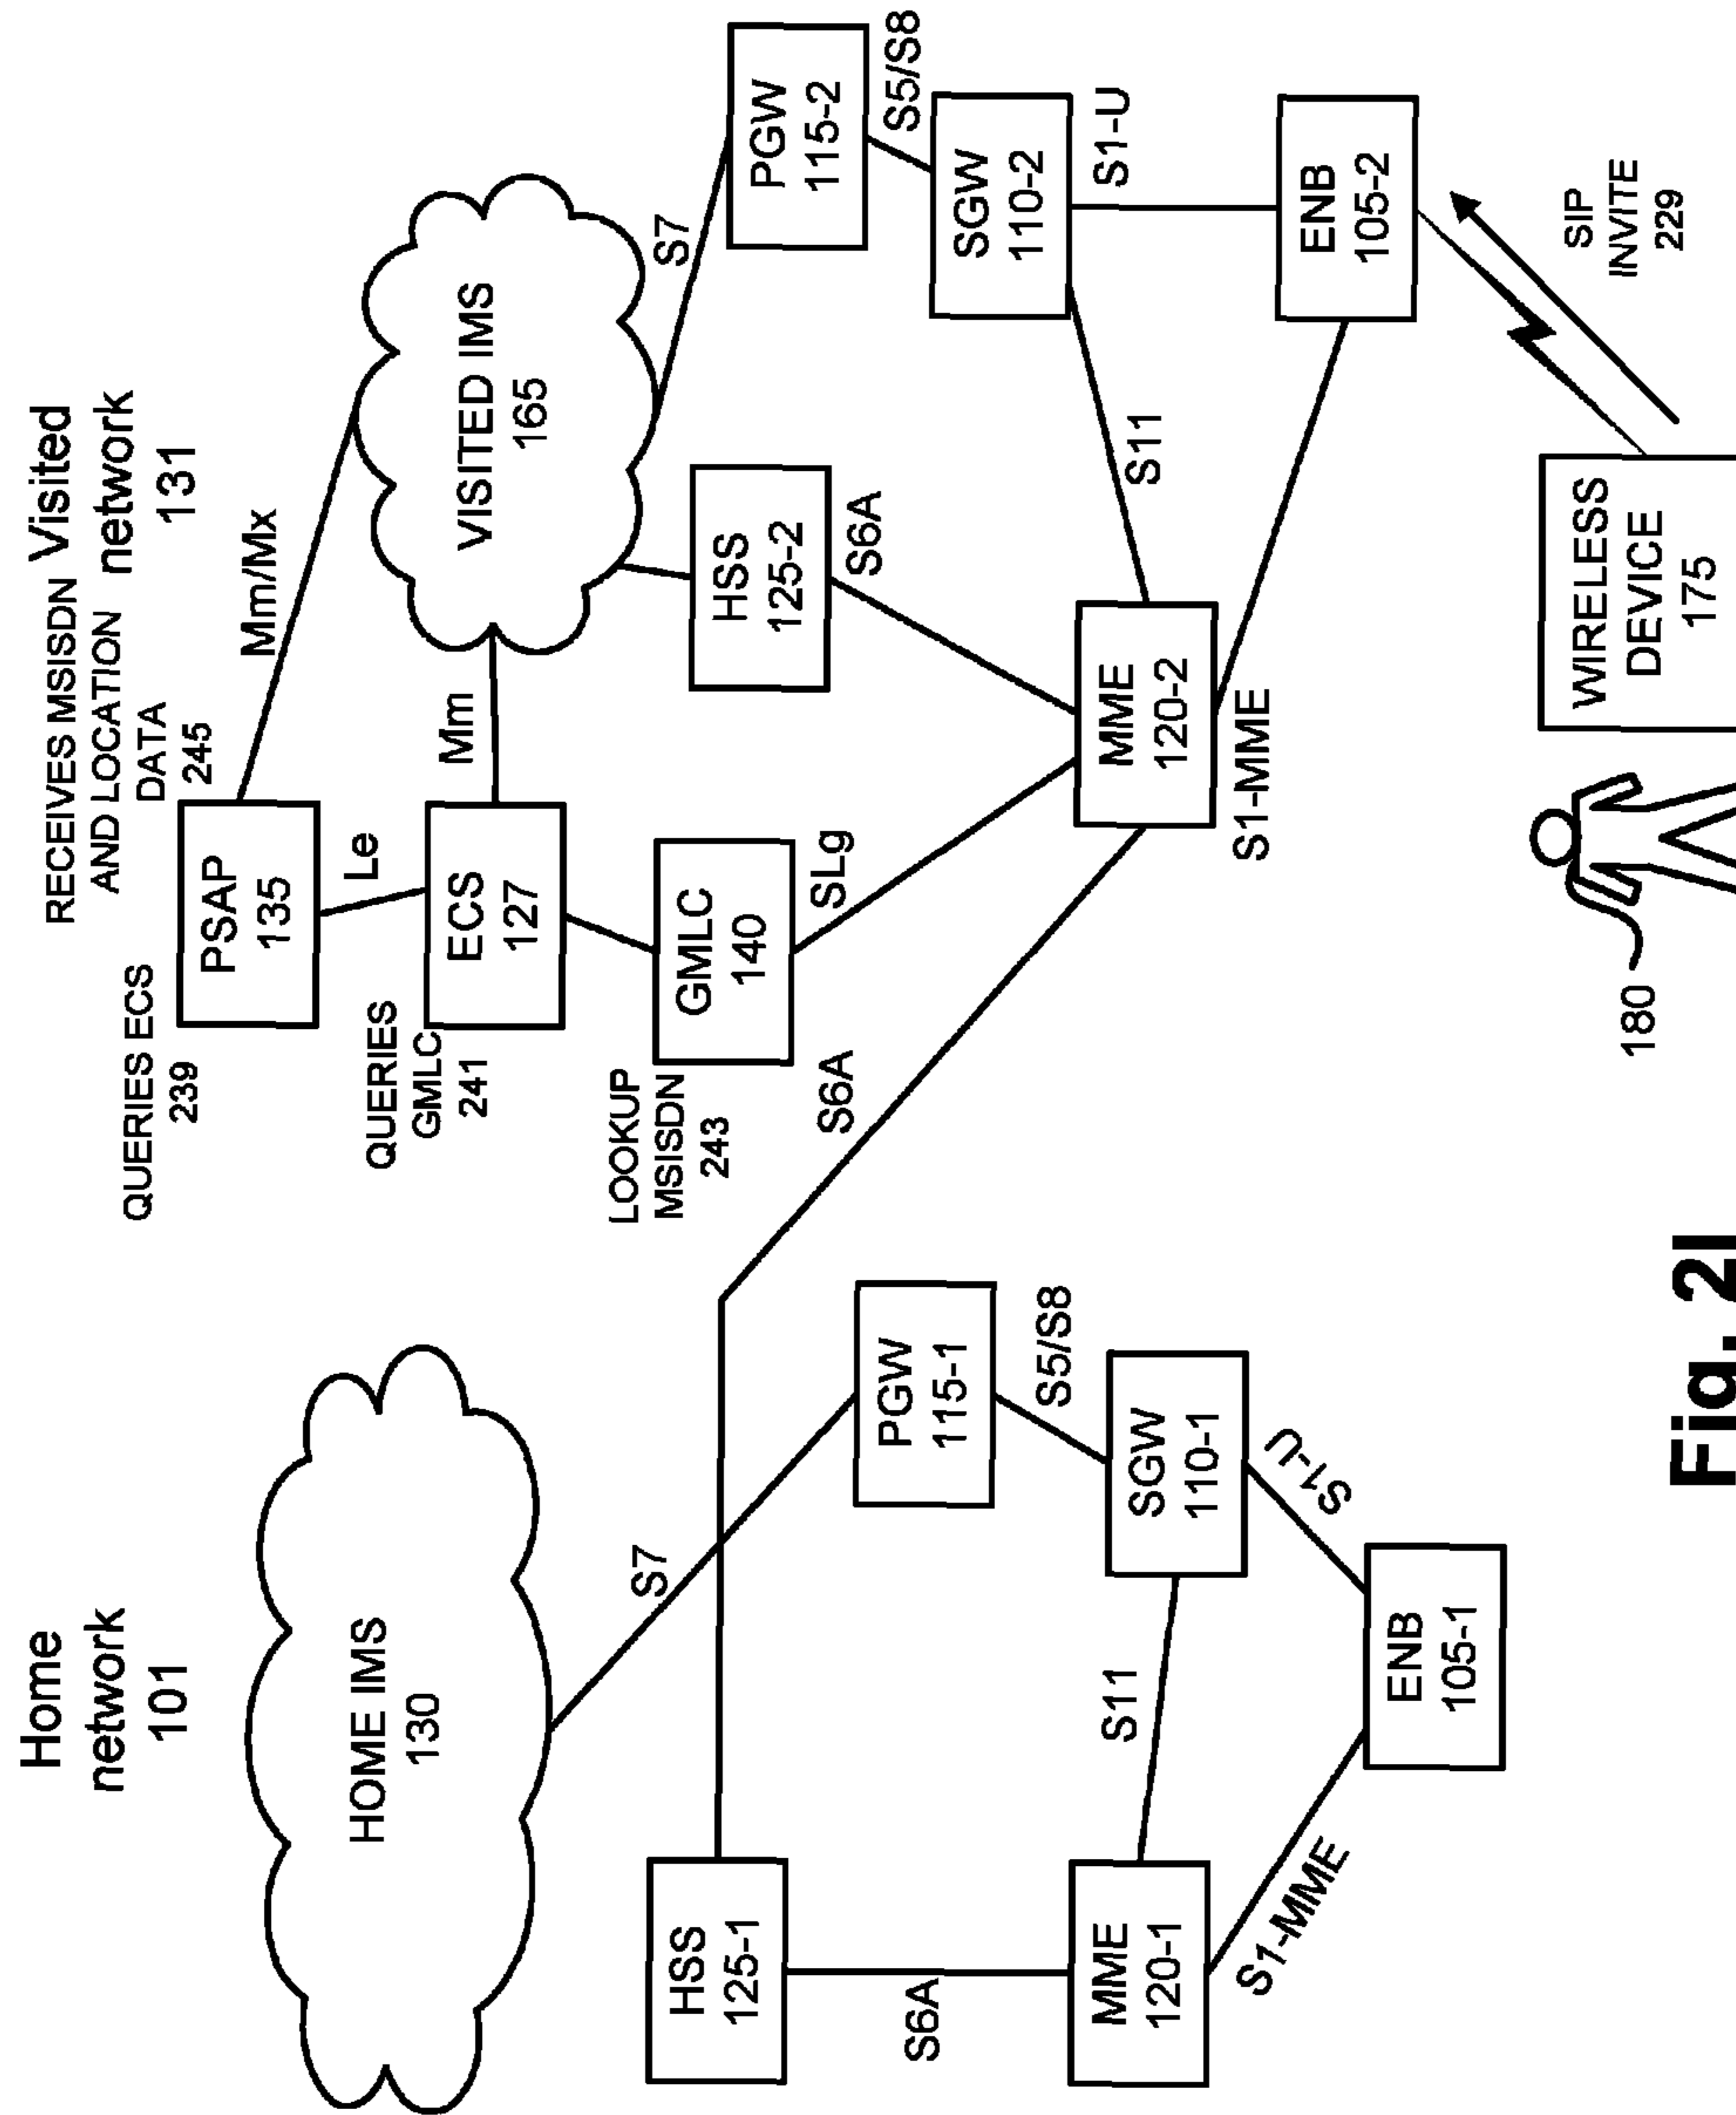 Home
network
101
HOME IMS
130
S7
HSS
125-1
S6A
MME
120-1
S11
S1-MME
PGW
115-1
S5/S8
SGW
110-1
S1-U
ENB
105-1
S6A
Visited
network
131
RECEIVES MSISDN
AND LOCATION
DATA
245
QUERIES ECS
239
PSAP
135
Mm/Mx
Le
QUERIES
GMLC
241
ECS
127
Mm
VISITED IMS
165
LOOKUP
MSISDN
243
GMLC
140
SLg
HSS
125-2
S6A
S7
PGW
115-2
S5/S8
SGW
110-2
S1-U
S11
MME
120-2
S1-MME
ENB
105-2
SIP
INVITE
229
WIRELESS
DEVICE
175
180
Fig. 2I